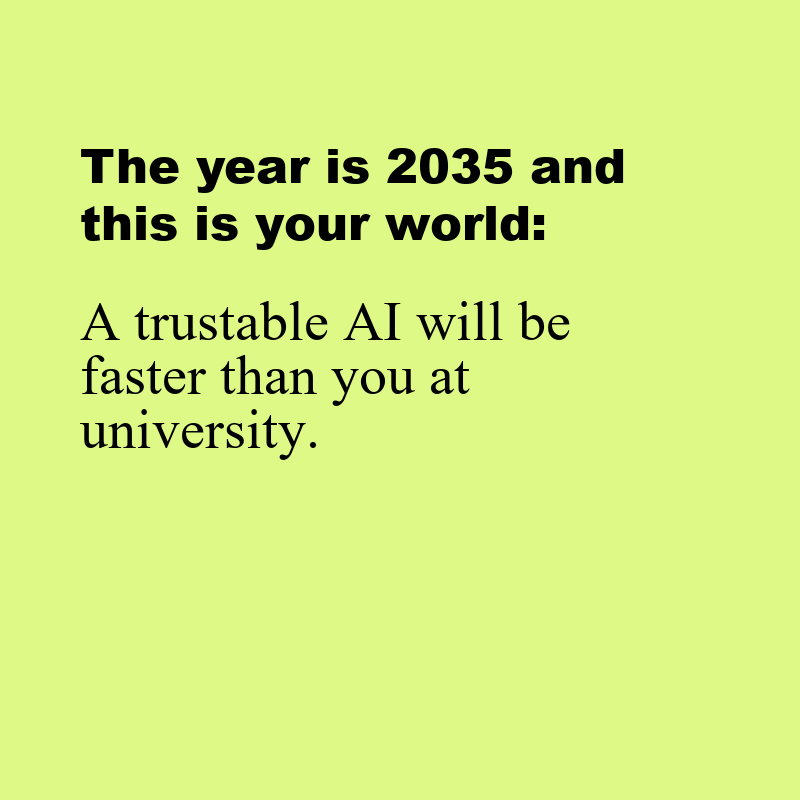 The year is 2035 and
this is your world:
A trustable AI will be
faster than you at
university.